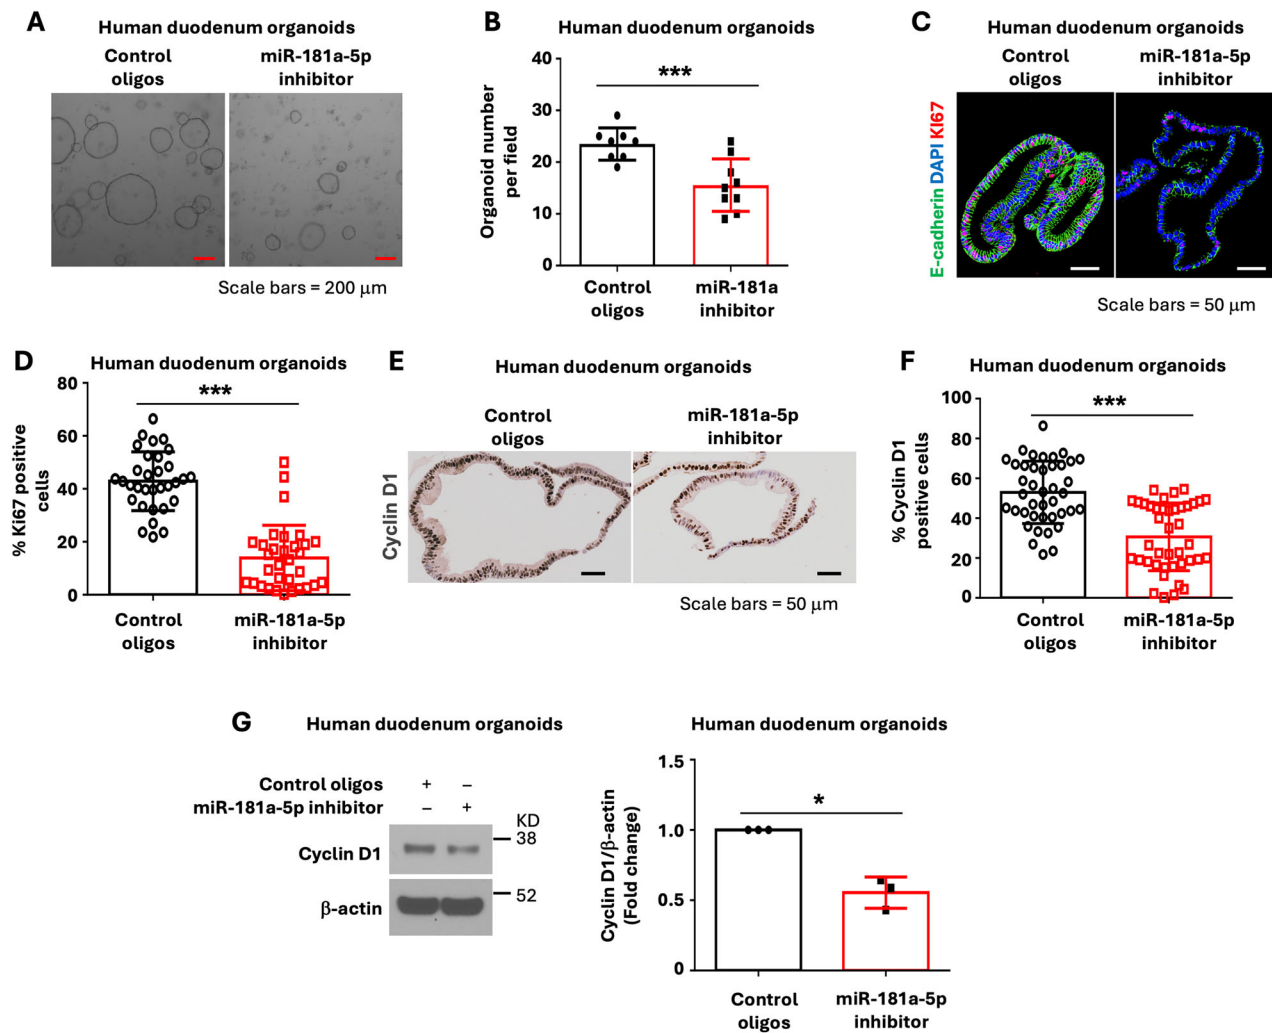 A
Human duodenum organoids
Control
oligos
miR-181a-5p
inhibitor
Scale bars = 200 μm
B
Human duodenum organoids
Organoid number
per field
40
30
20
10
0
***
Control
oligos
miR-181a
inhibitor
C
Human duodenum organoids
Control
oligos
miR-181a-5p
inhibitor
E-cadherin DAPI KI67
Scale bars = 50 μm
D
Human duodenum organoids
% Ki67 positive
cells
80
60
40
20
0
***
Control
oligos
miR-181a-5p
inhibitor
E
Human duodenum organoids
Control
oligos
miR-181a-5p
inhibitor
Cyclin D1
Scale bars = 50 μm
F
Human duodenum organoids
% Cyclin D1
positive cells
100
80
60
40
20
0
***
Control
oligos
miR-181a-5p
inhibitor
G
Human duodenum organoids
Control oligos + –
miR-181a-5p inhibitor – +
KD
Cyclin D1
38
β-actin
52
Human duodenum organoids
Cyclin D1/β-actin
(Fold change)
1.5
1.0
0.5
0
*
Control
oligos
miR-181a-5p
inhibitor